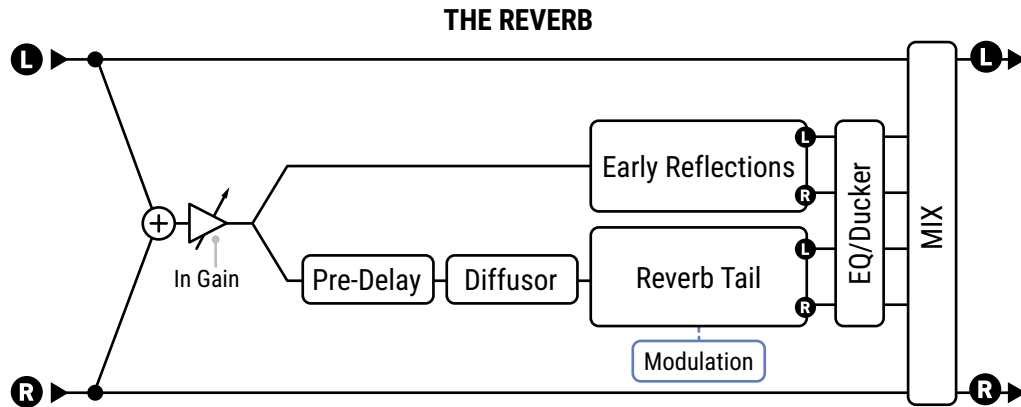 THE REVERB
L
L
Early Reflections
L
R
In Gain
Pre-Delay
Diffusor
Reverb Tail
L
R
Modulation
EQ/Ducker
MIX
R
R